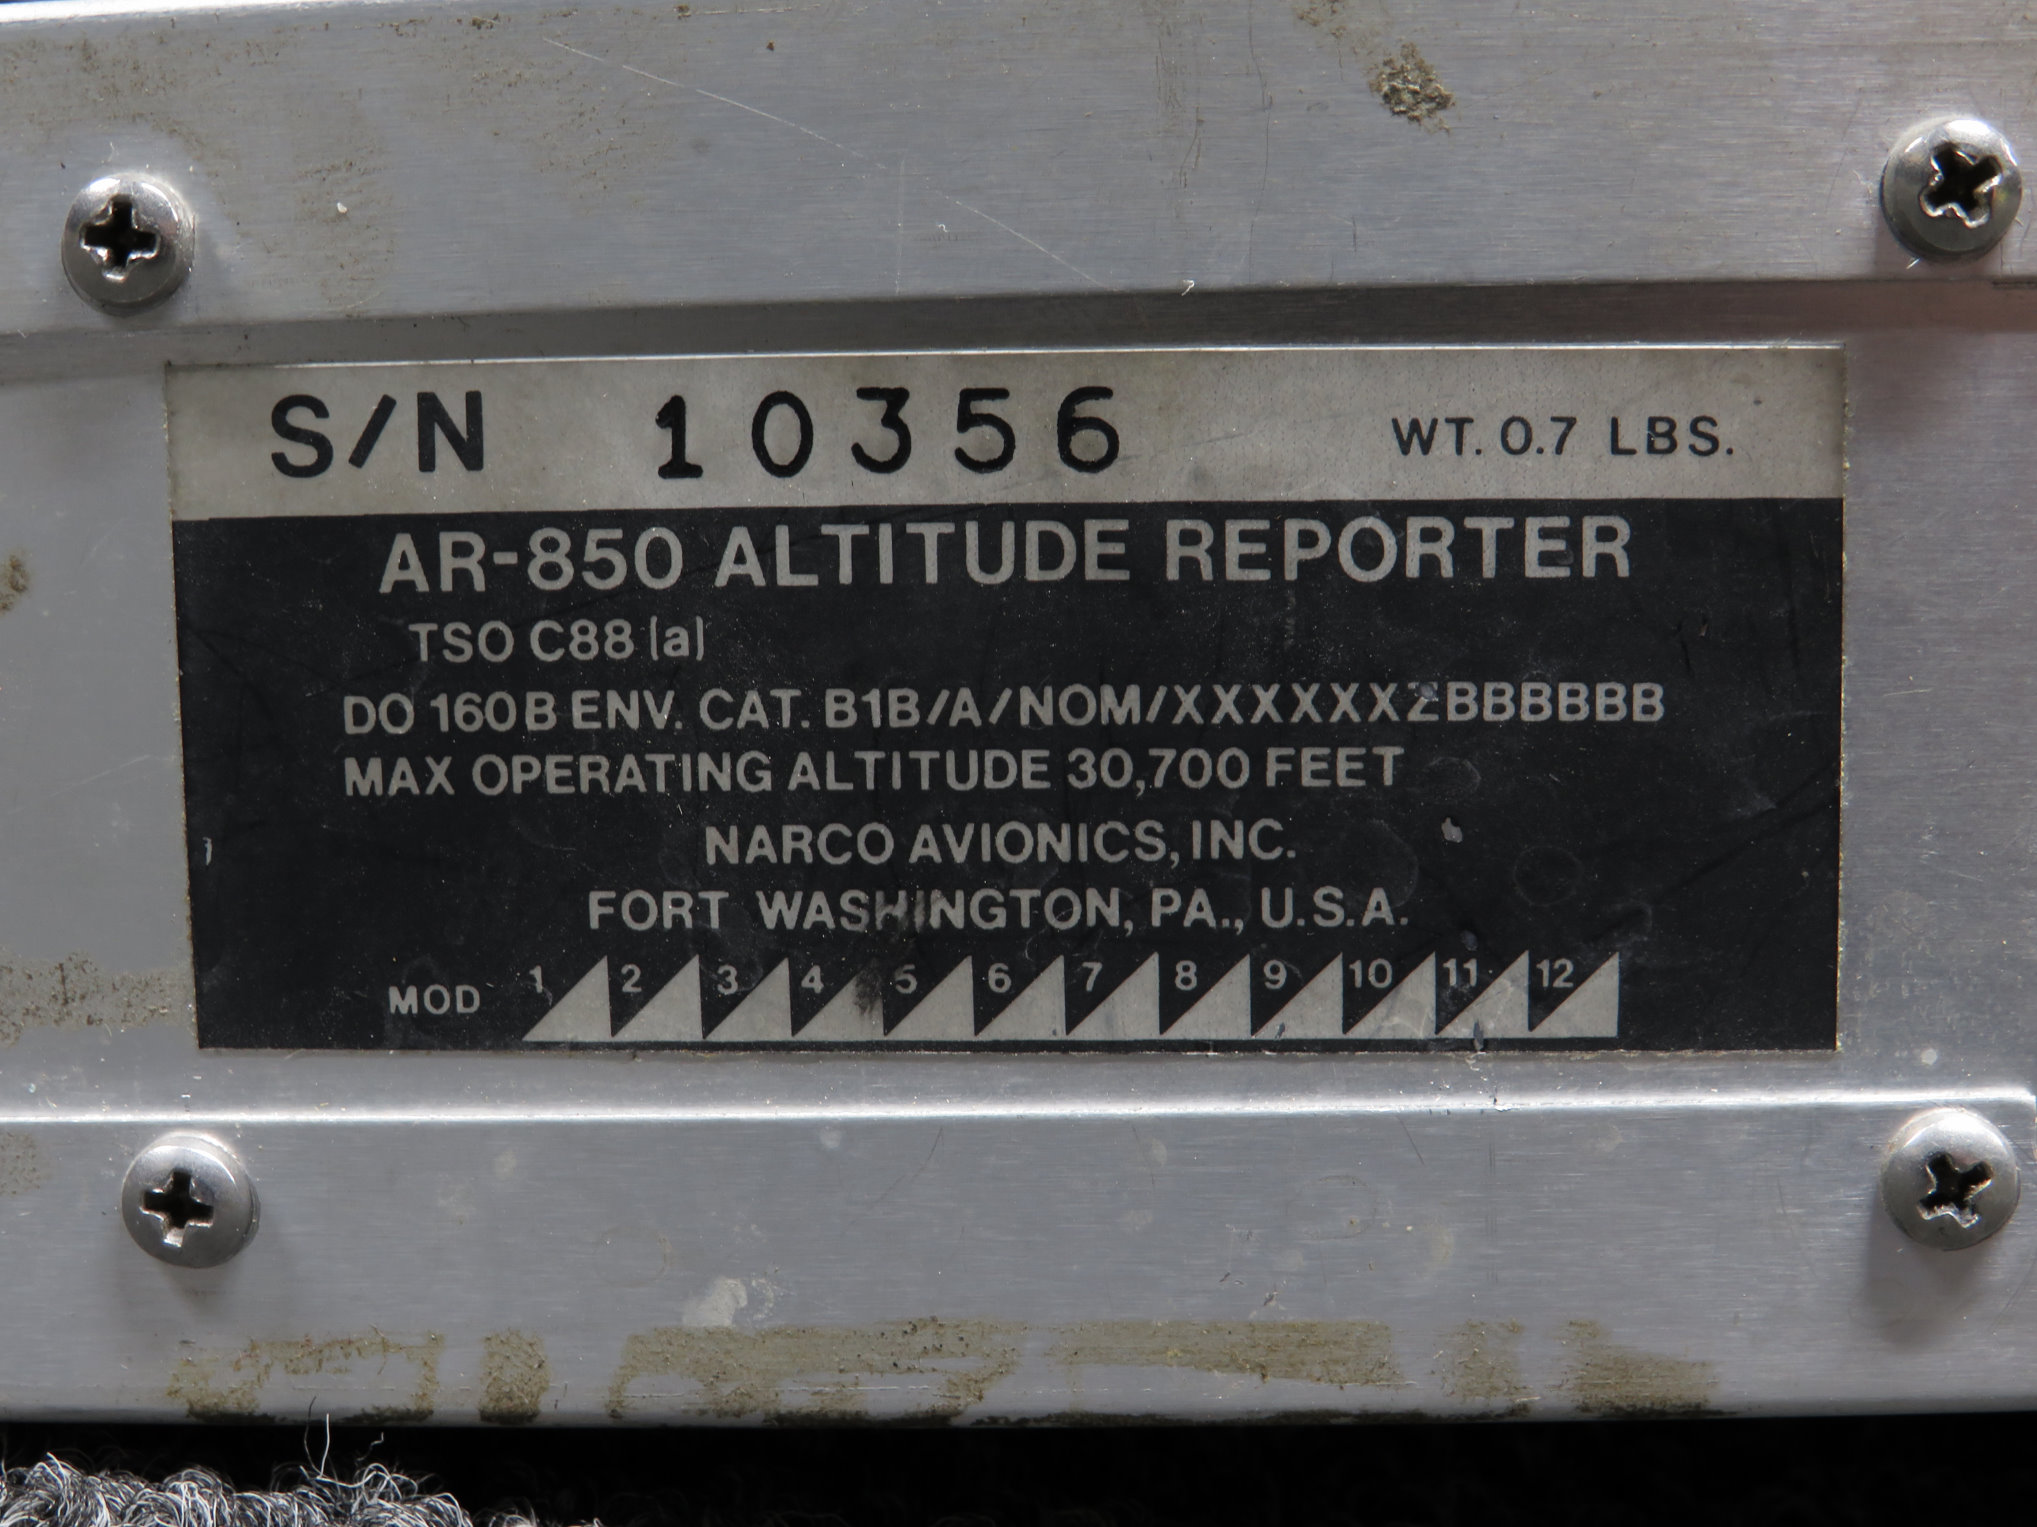 S/N 10356 WT. 0.7 LBS.
AR-850 ALTITUDE REPORTER
TSO C88 (a)
DO 160B ENV. CAT. B1B/A/NOM/XXXXXXZBBBBBB
MAX OPERATING ALTITUDE 30,700 FEET
NARCO AVIONICS, INC.
FORT WASHINGTON, PA., U.S.A.
MOD 1 2 3 4 5 6 7 8 9 10 11 12